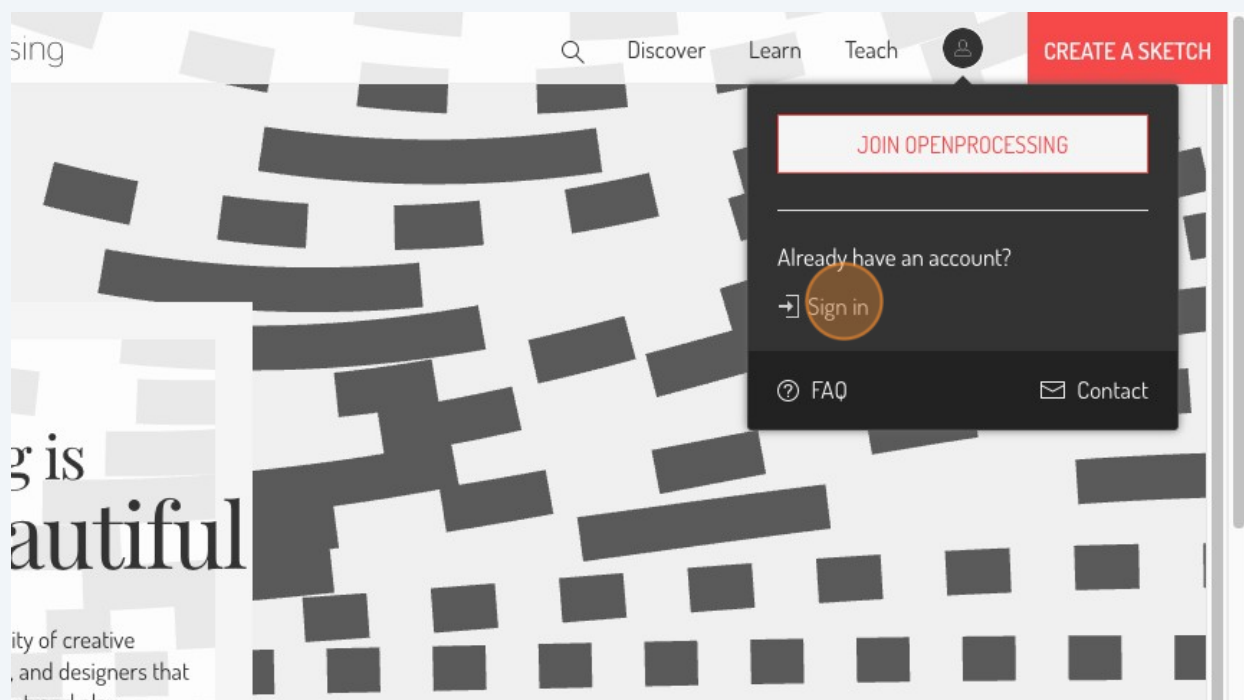 sing
Discover
Learn
Teach
CREATE A SKETCH
JOIN OPENPROCESSING
Already have an account?
Sign in
FAQ
Contact
g is
autiful
ity of creative
, and designers that